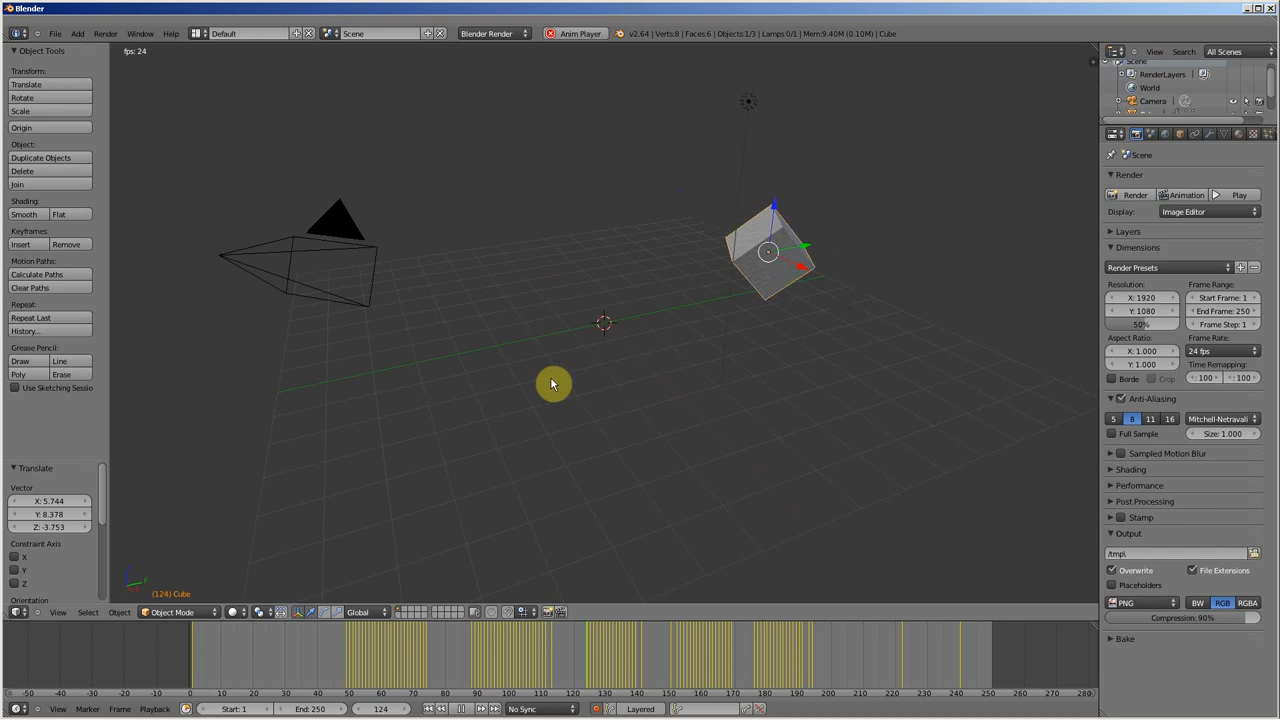 Blender
File Add Render Window Help Default Scene Blender Render Anim Player v2.64 | Verts:8 | Faces:6 | Objects:1/3 | Lamps:0/1 | Mem:9.40M (0.10M) | Cube
Object Tools
Transform:
Translate
Rotate
Scale
Origin
Object:
Duplicate Objects
Delete
Join
Shading:
Smooth Flat
Keyframes:
Insert Remove
Motion Paths:
Calculate Paths
Clear Paths
Repeat:
Repeat Last
History...
Grease Pencil:
Draw Line
Poly Erase
Use Sketching Sessio
Translate
Vector
X: 5.744
Y: 8.378
Z: -3.753
Constraint Axis
X
Y
Z
Orientation
fps: 24
(124) Cube
View Select Object Object Mode Global
-50 -40 -30 -20 -10 0 10 20 30 40 50 60 70 80 90 100 110 120 130 140 150 160 170 180 190 200 210 220 230 240 250 260 270 280
View Marker Frame Playback Start: 1 End: 250 124 No Sync Layered
View Search All Scenes
Scene
RenderLayers
World
Camera
Scene
Render
Render Animation Play
Display: Image Editor
Layers
Dimensions
Render Presets
Resolution: Frame Range:
X: 1920 Start Frame: 1
Y: 1080 End Frame: 250
50% Frame Step: 1
Aspect Ratio: Frame Rate:
X: 1.000 24 fps
Y: 1.000 Time Remapping:
Borde Crop : 100 : 100
Anti-Aliasing
5 8 11 16 Mitchell-Netravali
Full Sample Size: 1.000
Sampled Motion Blur
Shading
Performance
Post Processing
Stamp
Output
/tmp\
Overwrite File Extensions
Placeholders
PNG BW RGB RGBA
Compression: 90%
Bake